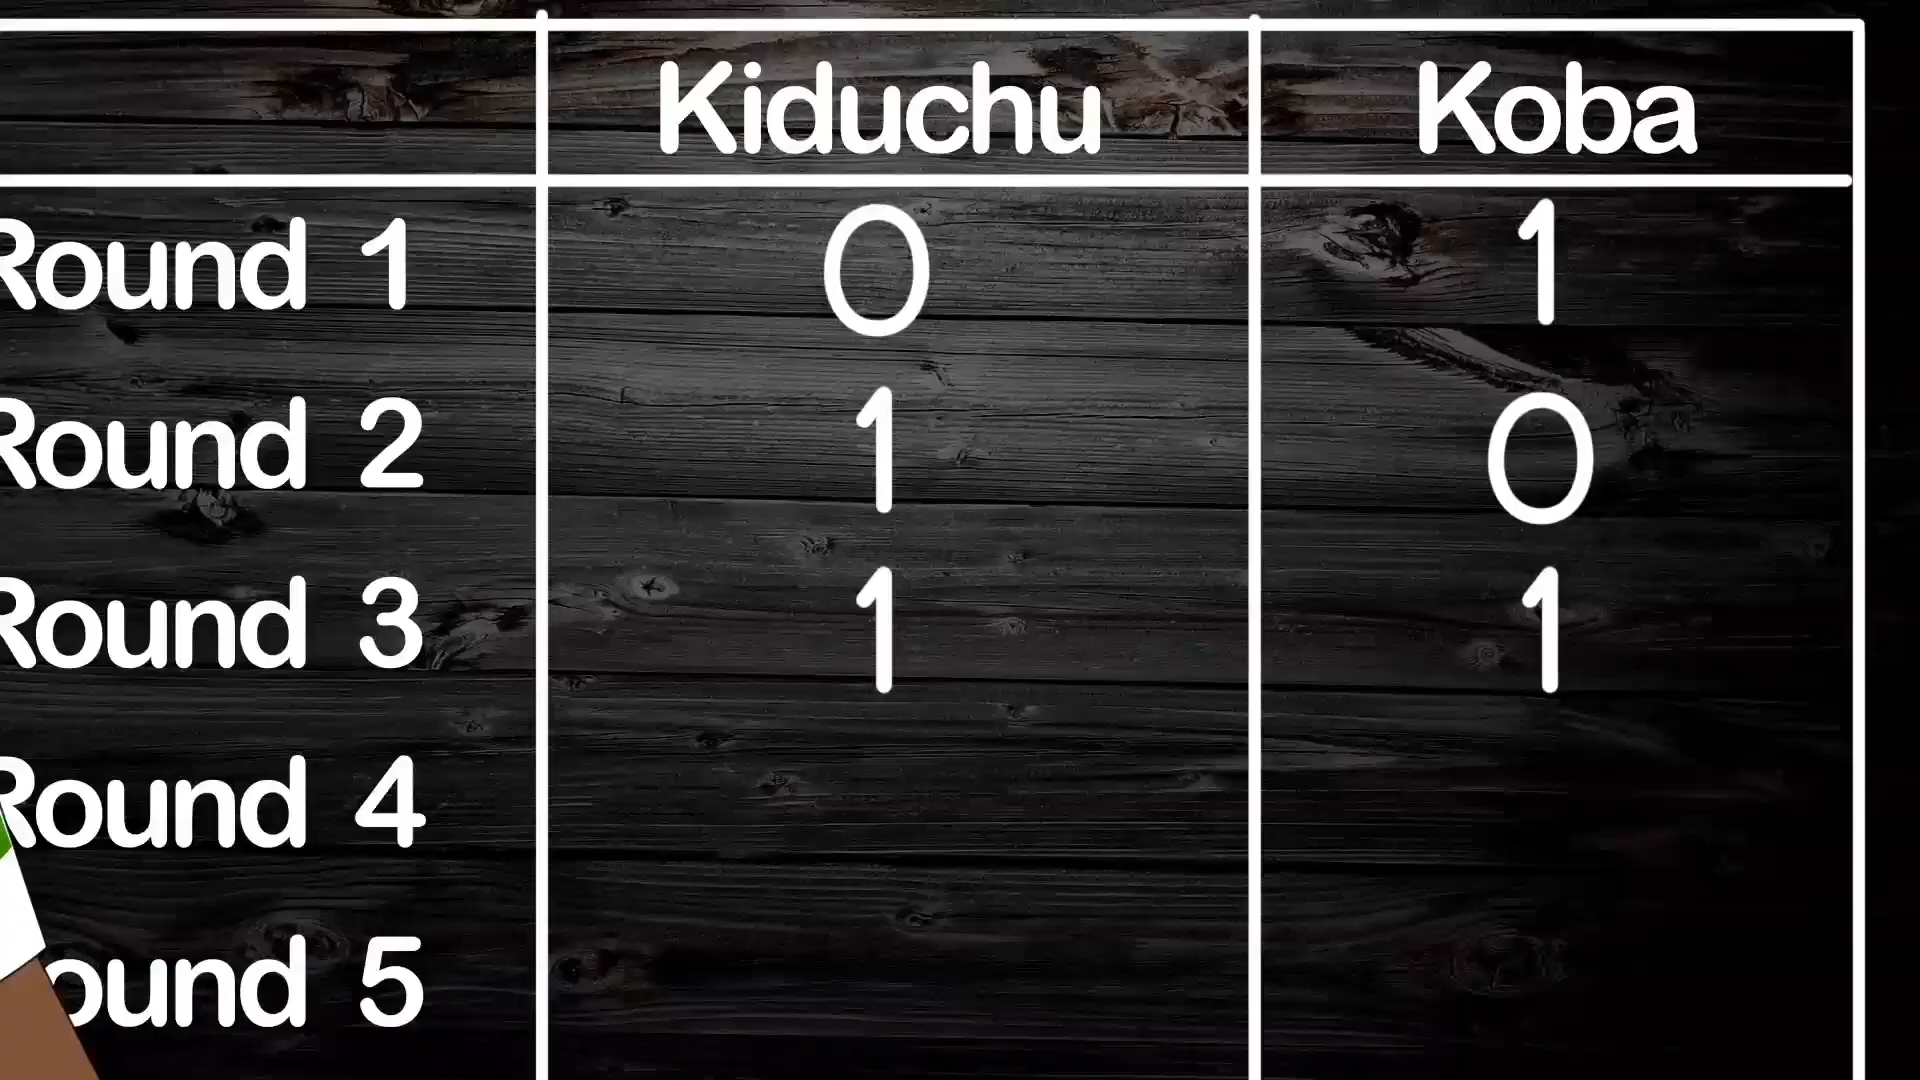 Kiduchu Koba
Round 1 0 1
Round 2 1 0
Round 3 1 1
Round 4
ound 5